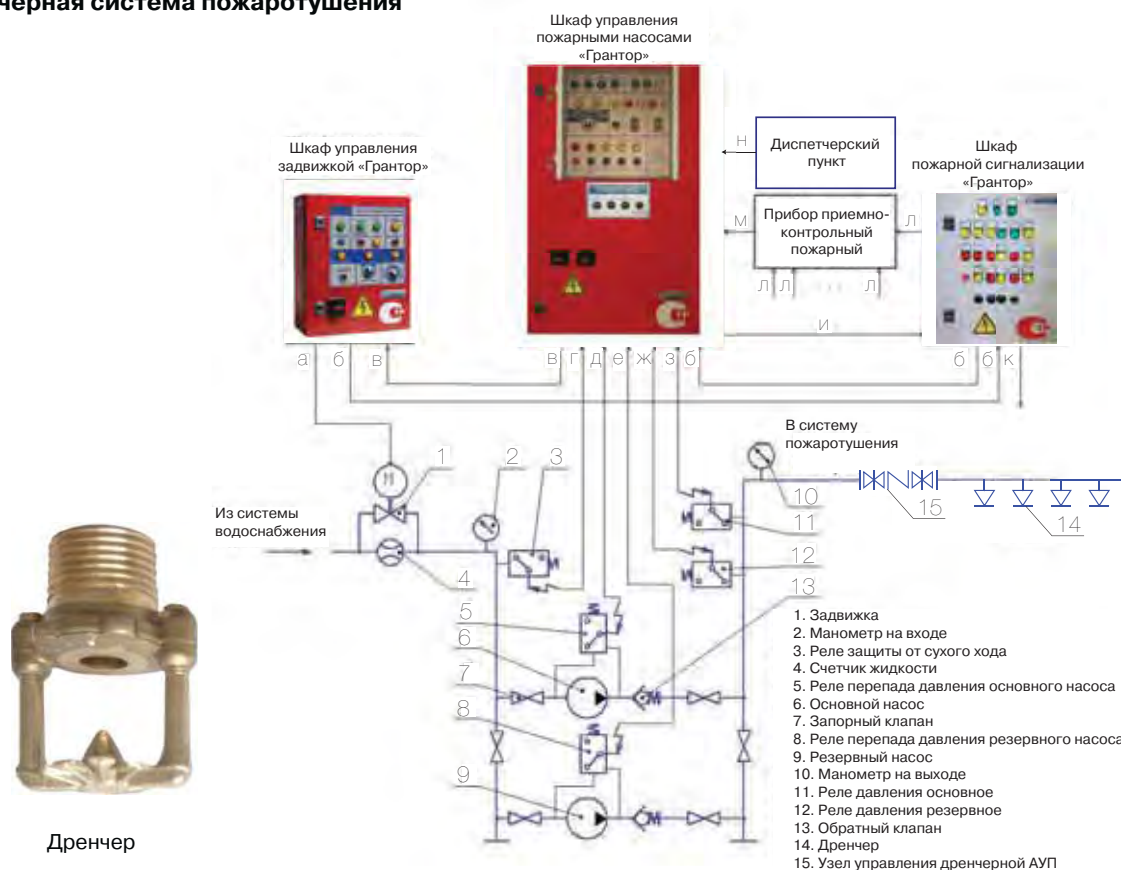 черная система пожаротушения
Шкаф управления
пожарными насосами
«Грантор»
Шкаф управления
задвижкой «Грантор»
Диспетчерский
пункт
Шкаф
пожарной сигнализации
«Грантор»
Прибор приемно-
контрольный
пожарный
н
м
л
л л ... л
и
а б в
в г д е ж з б
б б к
В систему
пожаротушения
Из системы
водоснабжения
М
1
2
3
4
5
6
7
8
9
10
11
12
13
14
15
1. Задвижка
2. Манометр на входе
3. Реле защиты от сухого хода
4. Счетчик жидкости
5. Реле перепада давления основного насоса
6. Основной насос
7. Запорный клапан
8. Реле перепада давления резервного насоса
9. Резервный насос
10. Манометр на выходе
11. Реле давления основное
12. Реле давления резервное
13. Обратный клапан
14. Дренчер
15. Узел управления дренчерной АУП
Дренчер